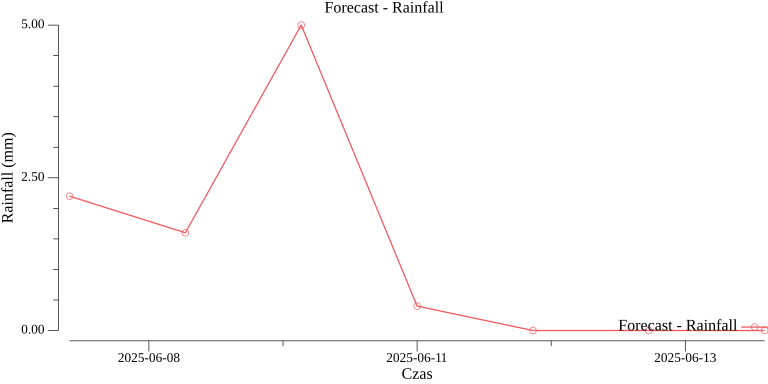 Forecast - Rainfall
5.00
Rainfall (mm)
2.50
0.00
Forecast - Rainfall
2025-06-08
2025-06-11
2025-06-13
Czas